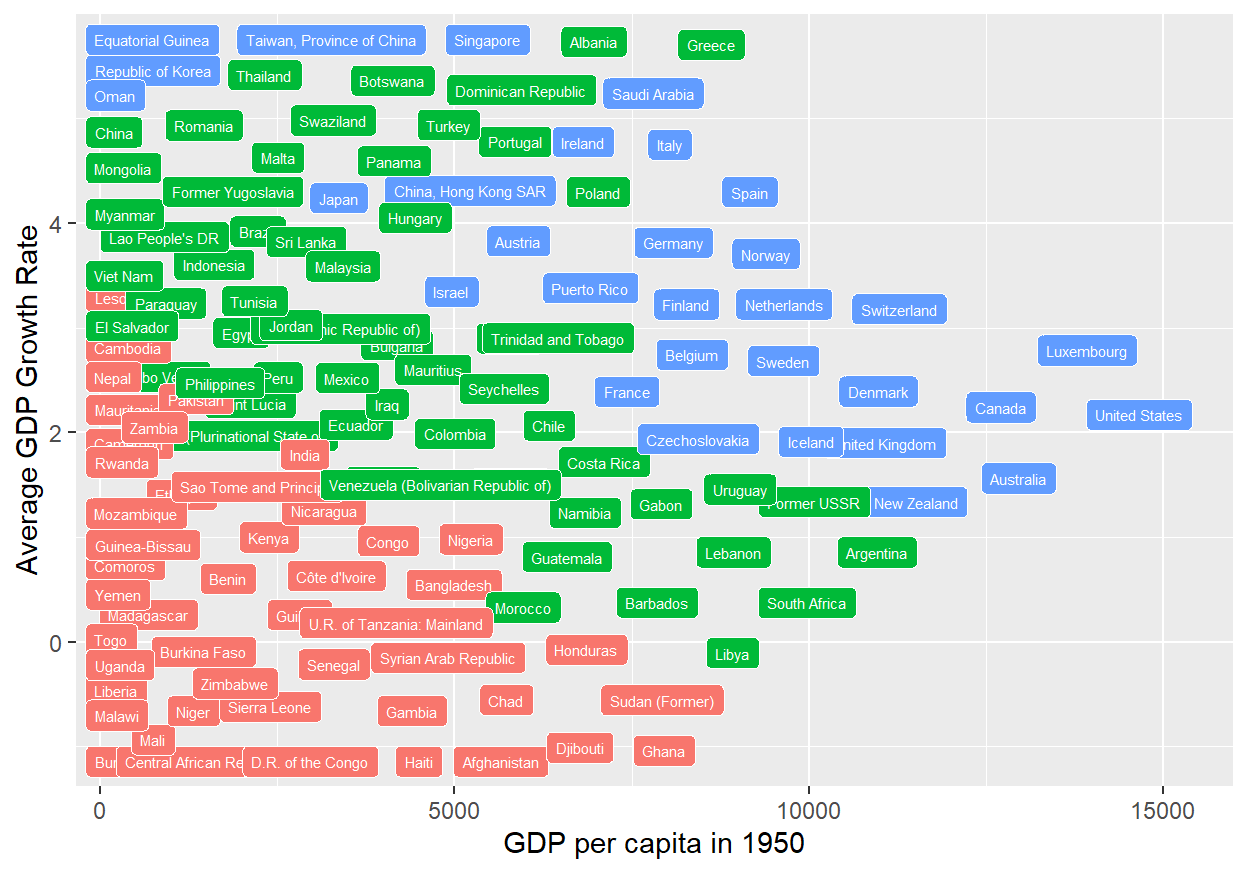 Equatorial Guinea
Taiwan, Province of China
Singapore
Albania
Greece
Republic of Korea
Thailand
Botswana
Dominican Republic
Saudi Arabia
Oman
China
Romania
Swaziland
Turkey
Portugal
Ireland
Italy
Mongolia
Malta
Panama
Former Yugoslavia
Japan
China, Hong Kong SAR
Poland
Spain
Myanmar
Hungary
Lao People's DR
Sri Lanka
Austria
Germany
Norway
Indonesia
Malaysia
Viet Nam
Israel
Puerto Rico
Paraguay
Tunisia
Finland
Netherlands
Switzerland
El Salvador
Jordan
nic Republic of)
Trinidad and Tobago
Cambodia
Bulgaria
Belgium
Sweden
Luxembourg
Nepal
Philippines
Peru
Mexico
Mauritius
Seychelles
France
Denmark
Mauritania
Pakistan
nt Lucia
Iraq
Canada
United States
Zambia
(Plurinational State o
Ecuador
Colombia
Chile
Czechoslovakia
Iceland
nited Kingdom
Cameroon
Rwanda
India
Costa Rica
Sao Tome and Princip
Venezuela (Bolivarian Republic of)
Uruguay
Former USSR
New Zealand
Australia
Mozambique
Nicaragua
Namibia
Gabon
Guinea-Bissau
Kenya
Congo
Nigeria
Guatemala
Lebanon
Argentina
Comoros
Benin
Côte d'Ivoire
Bangladesh
Yemen
Madagascar
U.R. of Tanzania: Mainland
Morocco
Barbados
South Africa
Togo
Burkina Faso
Uganda
Senegal
Syrian Arab Republic
Honduras
Libya
Liberia
Zimbabwe
Malawi
Niger
Sierra Leone
Gambia
Chad
Sudan (Former)
Mali
Central African Re
D.R. of the Congo
Haiti
Afghanistan
Djibouti
Ghana
4
2
0
Average GDP Growth Rate
0
5000
10000
15000
GDP per capita in 1950